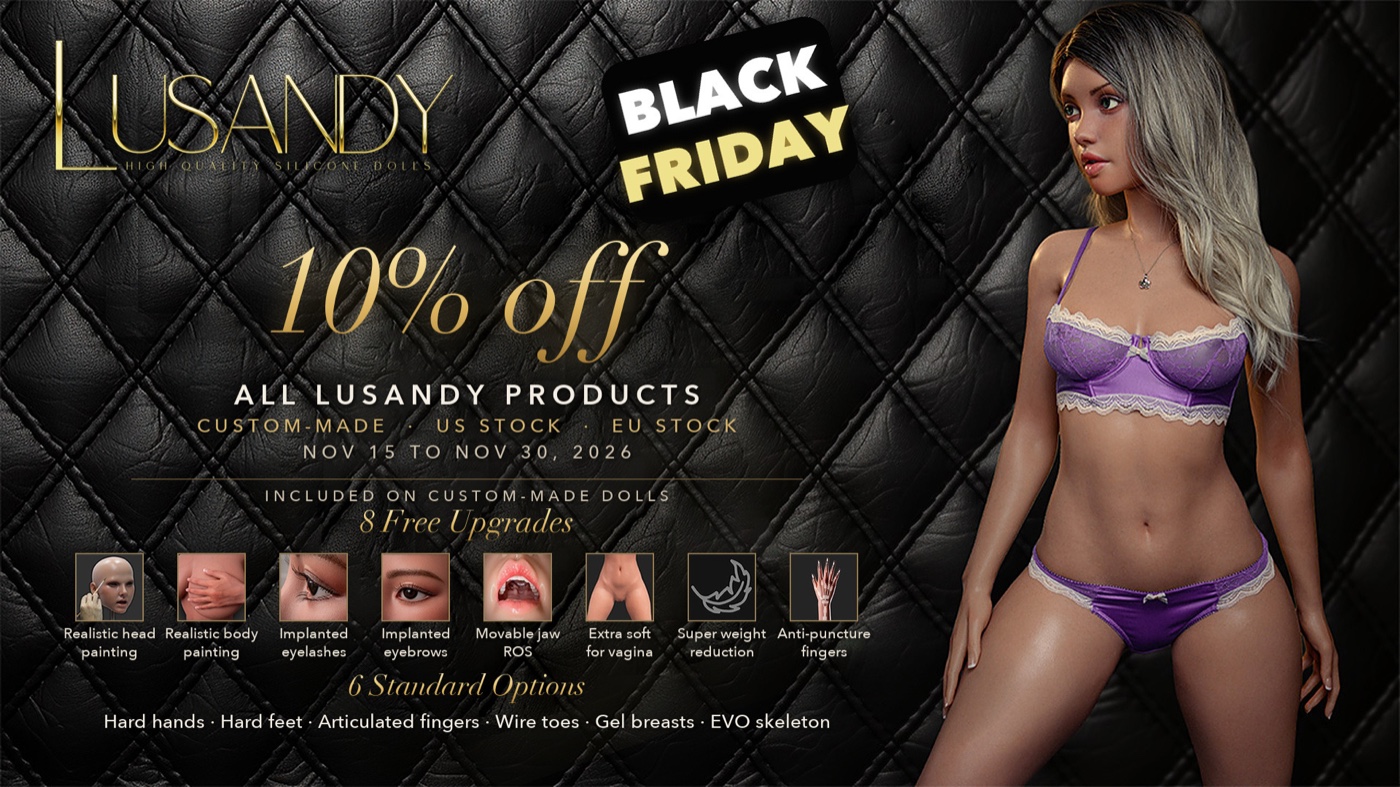 LUSANDY
HIGH QUALITY SILICONE DOLLS
BLACK
FRIDAY
10% off
ALL LUSANDY PRODUCTS
CUSTOM-MADE · US STOCK · EU STOCK
NOV 15 TO NOV 30, 2026
INCLUDED ON CUSTOM-MADE DOLLS
8 Free Upgrades
Realistic head
painting
Realistic body
painting
Implanted
eyelashes
Implanted
eyebrows
Movable jaw
ROS
Extra soft
for vagina
Super weight
reduction
Anti-puncture
fingers
6 Standard Options
Hard hands · Hard feet · Articulated fingers · Wire toes · Gel breasts · EVO skeleton